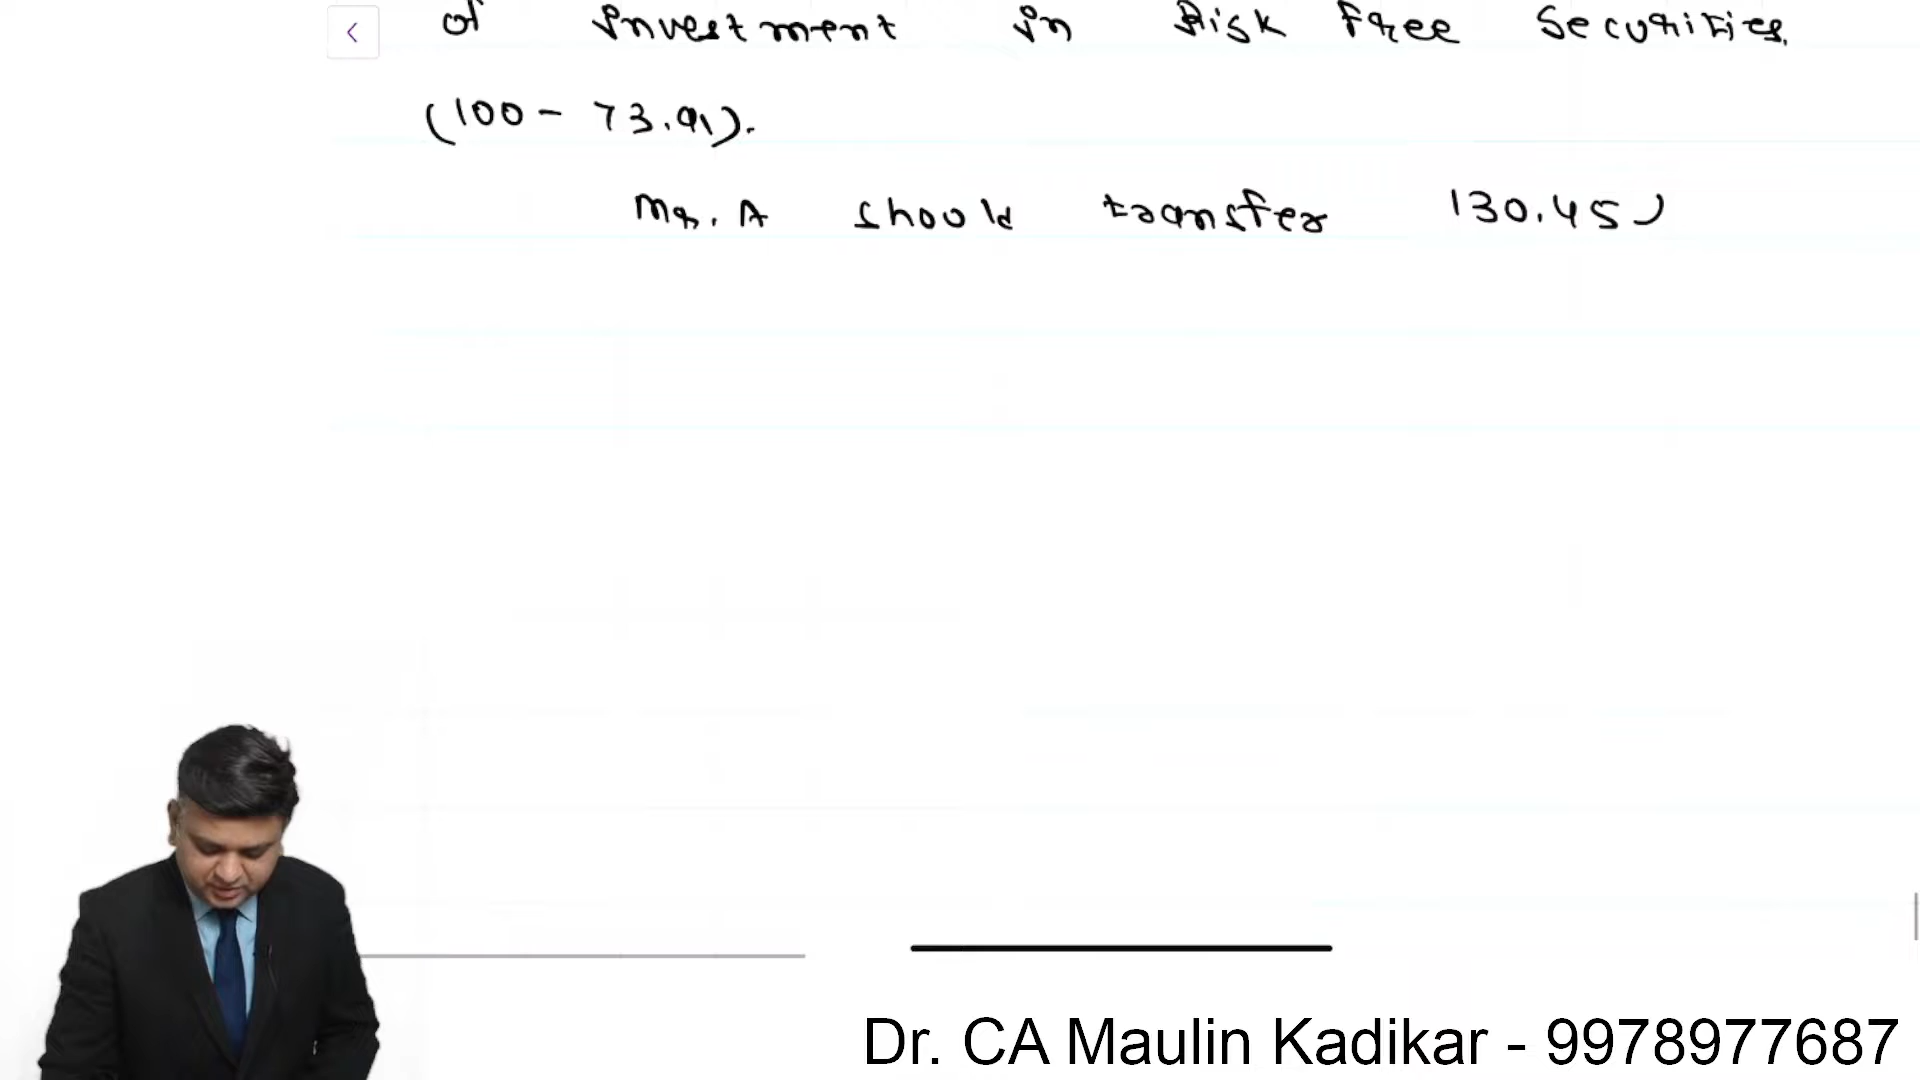 of Investment in Risk Free Securities.
(100 - 73.91).
Mr. A should transfer 130.45
Dr. CA Maulin Kadikar - 9978977687